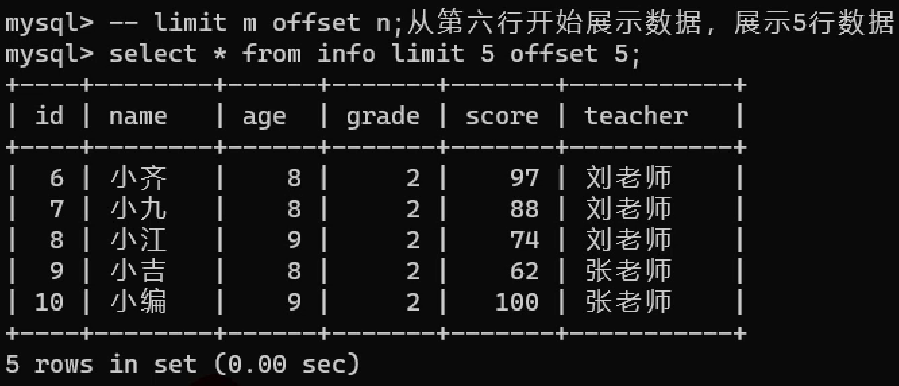 mysql> -- limit m offset n;从第六行开始展示数据，展示5行数据
mysql> select * from info limit 5 offset 5;
+----+--------+------+-------+-------+-----------+
| id | name   | age  | grade | score | teacher   |
+----+--------+------+-------+-------+-----------+
|  6 | 小齐   |    8 |     2 |    97 | 刘老师    |
|  7 | 小九   |    8 |     2 |    88 | 刘老师    |
|  8 | 小江   |    9 |     2 |    74 | 刘老师    |
|  9 | 小吉   |    8 |     2 |    62 | 张老师    |
| 10 | 小编   |    9 |     2 |   100 | 张老师    |
+----+--------+------+-------+-------+-----------+
5 rows in set (0.00 sec)